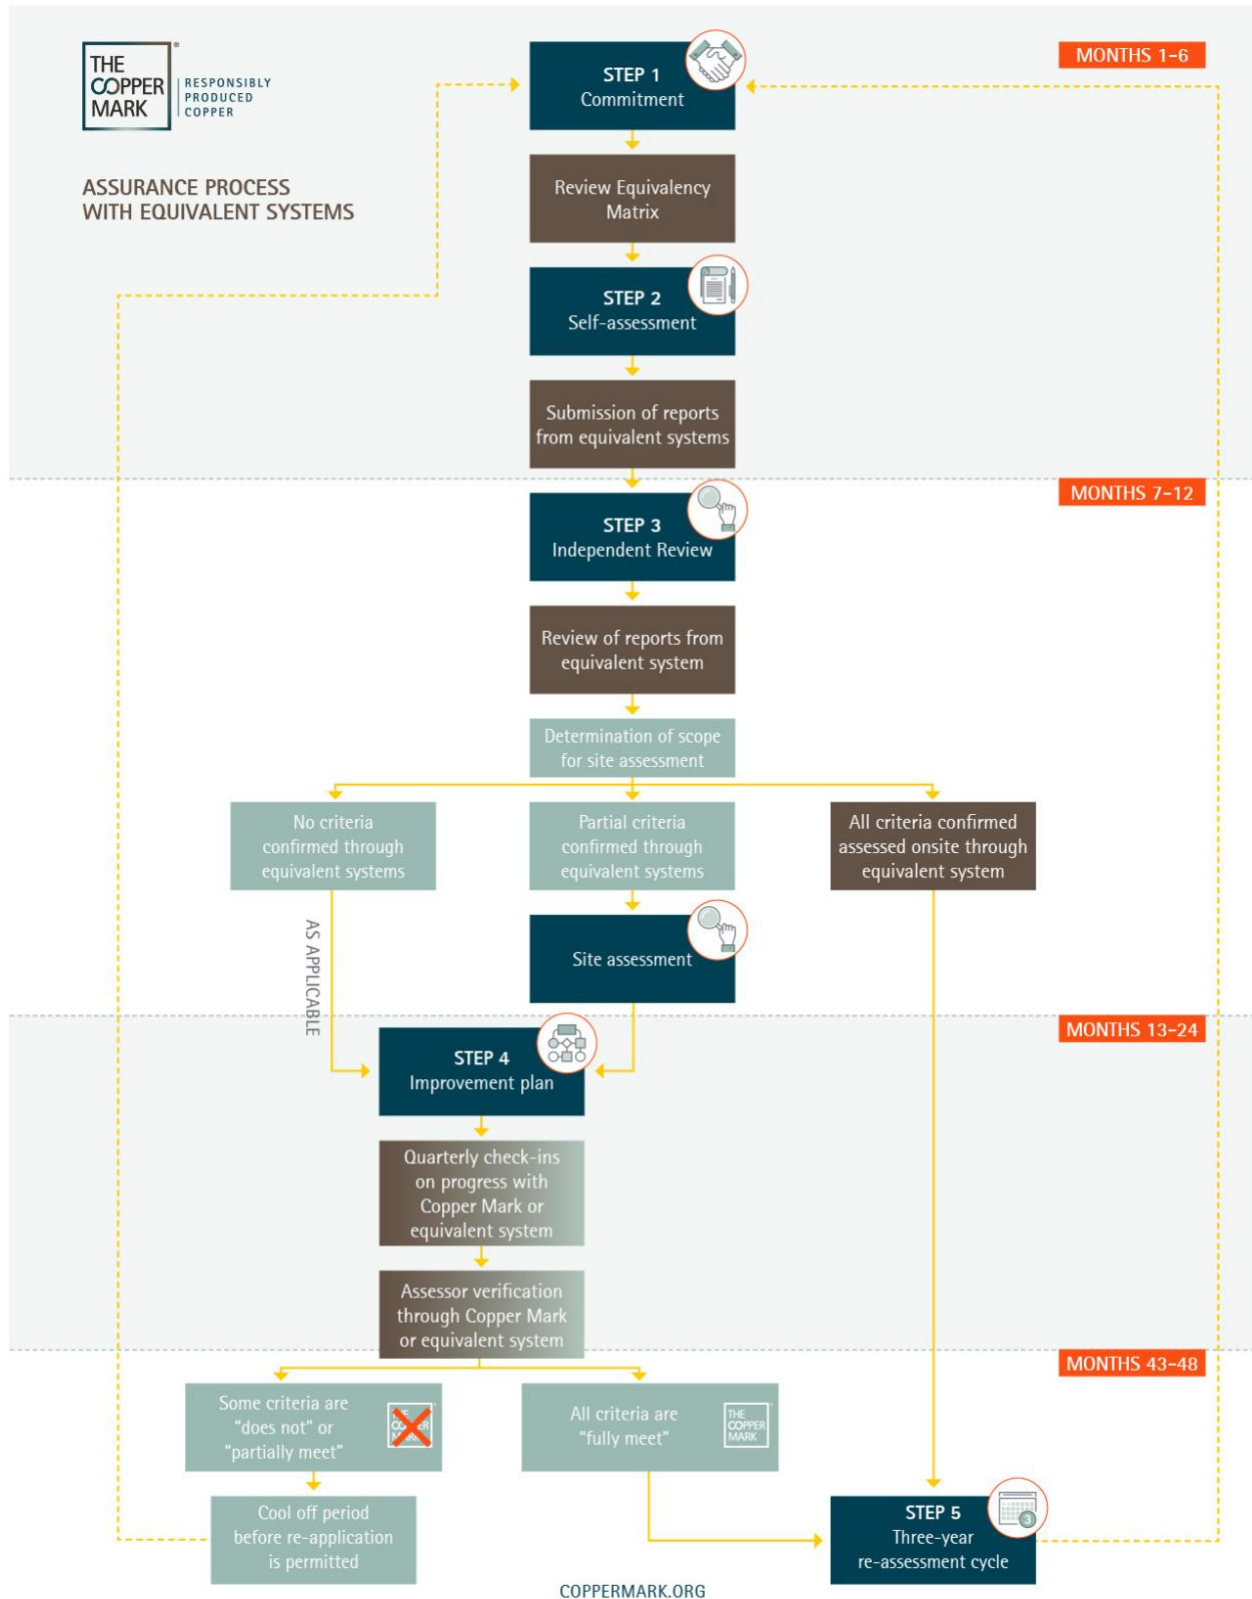 THE
COPPER
MARK
®
RESPONSIBLY
PRODUCED
COPPER
ASSURANCE PROCESS
WITH EQUIVALENT SYSTEMS
MONTHS 1-6
STEP 1
Commitment
Review Equivalency
Matrix
STEP 2
Self-assessment
Submission of reports
from equivalent systems
MONTHS 7-12
STEP 3
Independent Review
Review of reports from
equivalent system
Determination of scope
for site assessment
No criteria
confirmed through
equivalent systems
Partial criteria
confirmed through
equivalent systems
All criteria confirmed
assessed onsite through
equivalent system
AS APPLICABLE
Site assessment
MONTHS 13-24
STEP 4
Improvement plan
Quarterly check-ins
on progress with
Copper Mark or
equivalent system
Assessor verification
through Copper Mark
or equivalent system
MONTHS 43-48
Some criteria are
"does not" or
"partially meet"
THE
COPPER
MARK
All criteria are
"fully meet"
THE
COPPER
MARK
Cool off period
before re-application
is permitted
STEP 5
Three-year
re-assessment cycle
3
COPPERMARK.ORG